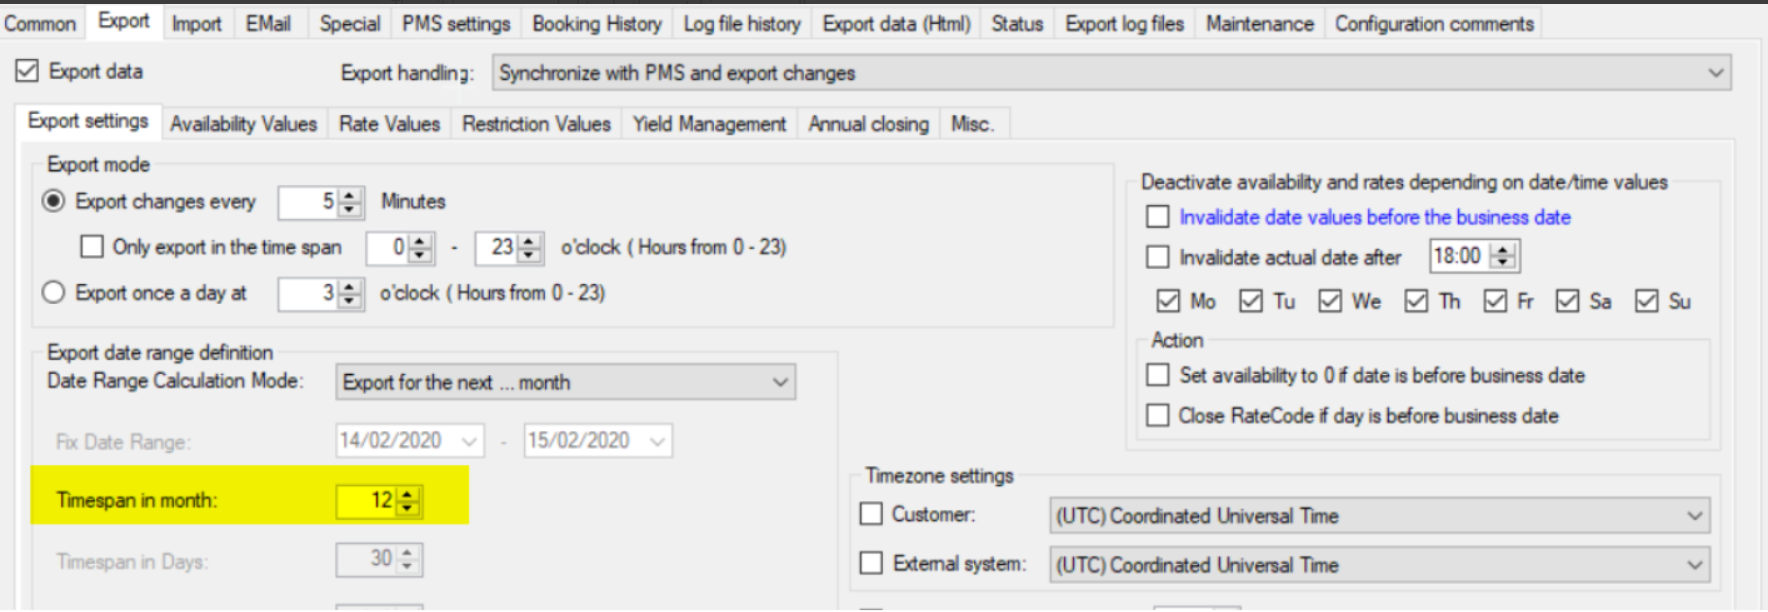 Common Export Import EMail Special PMS settings Booking History Log file history Export data (Html) Status Export log files Maintenance Configuration comments
Export data Export handling: Synchronize with PMS and export changes
Export settings Availability Values Rate Values Restriction Values Yield Management Annual closing Misc.
Export mode
Export changes every 5 Minutes
Only export in the time span 0 - 23 o'clock ( Hours from 0 - 23)
Export once a day at 3 o'clock ( Hours from 0 - 23)
Deactivate availability and rates depending on date/time values
Invalidate date values before the business date
Invalidate actual date after 18:00
Mo Tu We Th Fr Sa Su
Action
Set availability to 0 if date is before business date
Close RateCode if day is before business date
Export date range definition
Date Range Calculation Mode: Export for the next ... month
Fix Date Range: 14/02/2020 - 15/02/2020
Timespan in month: 12
Timespan in Days: 30
Timezone settings
Customer: (UTC) Coordinated Universal Time
External system: (UTC) Coordinated Universal Time